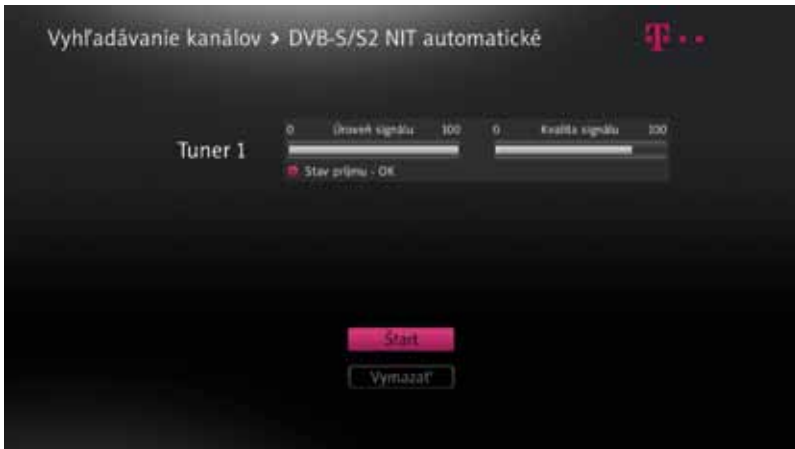 Vyhľadávanie kanálov > DVB-S/S2 NIT automatické
T
Tuner 1
0 Úroveň signálu 100
0 Kvalita signálu 100
Stav príjmu - OK
Štart
Vymazať